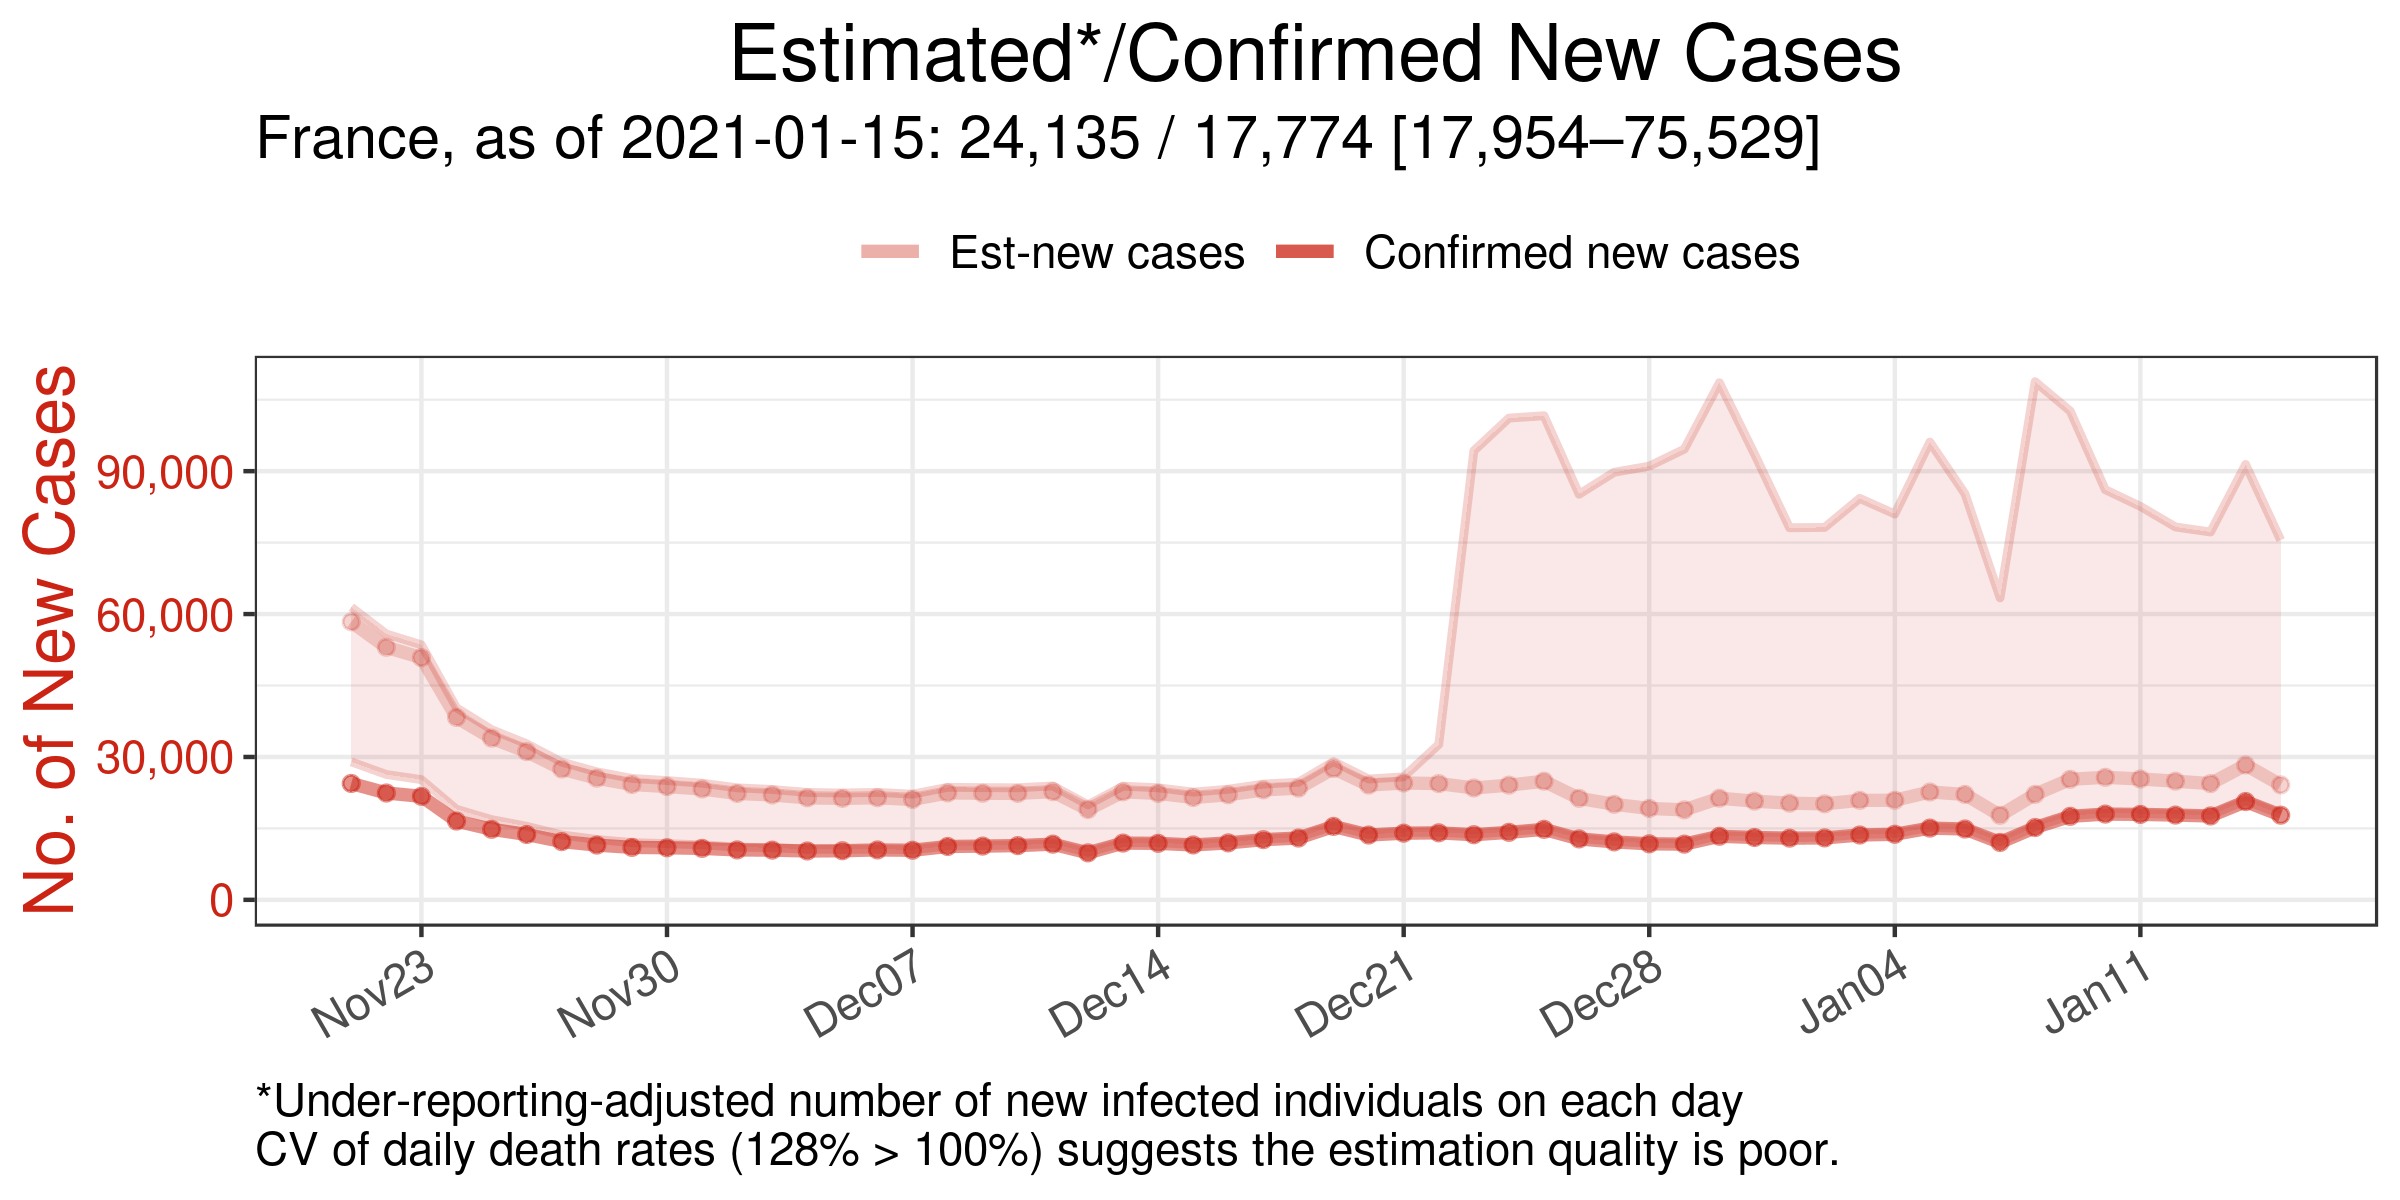 Estimated*/Confirmed New Cases
France, as of 2021-01-15: 24,135 / 17,774 [17,954–75,529]
Est-new cases Confirmed new cases
No. of New Cases
90,000
60,000
30,000
0
Nov23 Nov30 Dec07 Dec14 Dec21 Dec28 Jan04 Jan11
*Under-reporting-adjusted number of new infected individuals on each day
CV of daily death rates (128% > 100%) suggests the estimation quality is poor.